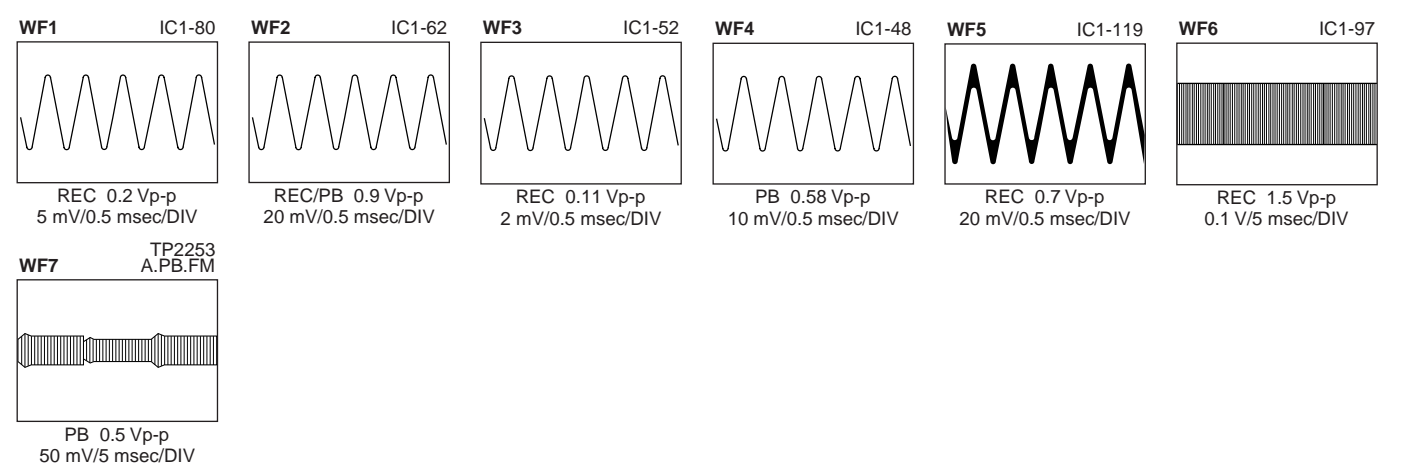 WF1 IC1-80
REC 0.2 Vp-p
5 mV/0.5 msec/DIV
WF2 IC1-62
REC/PB 0.9 Vp-p
20 mV/0.5 msec/DIV
WF3 IC1-52
REC 0.11 Vp-p
2 mV/0.5 msec/DIV
WF4 IC1-48
PB 0.58 Vp-p
10 mV/0.5 msec/DIV
WF5 IC1-119
REC 0.7 Vp-p
20 mV/0.5 msec/DIV
WF6 IC1-97
REC 1.5 Vp-p
0.1 V/5 msec/DIV
TP2253
WF7 A.PB.FM
PB 0.5 Vp-p
50 mV/5 msec/DIV